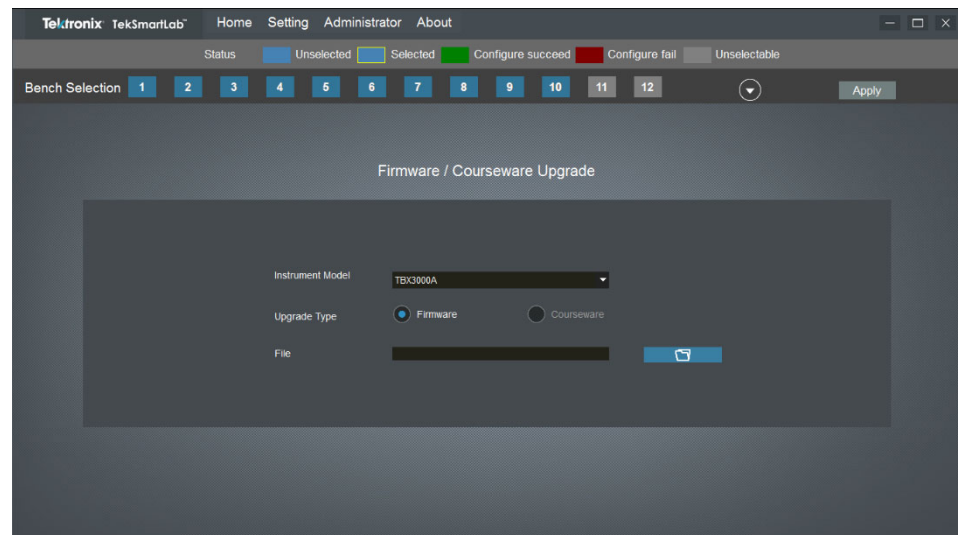 Tektronix TekSmartLab™ Home Setting Administrator About
Status Unselected Selected Configure succeed Configure fail Unselectable
Bench Selection 1 2 3 4 5 6 7 8 9 10 11 12 Apply
Firmware / Courseware Upgrade
Instrument Model TBX3000A
Upgrade Type Firmware Courseware
File